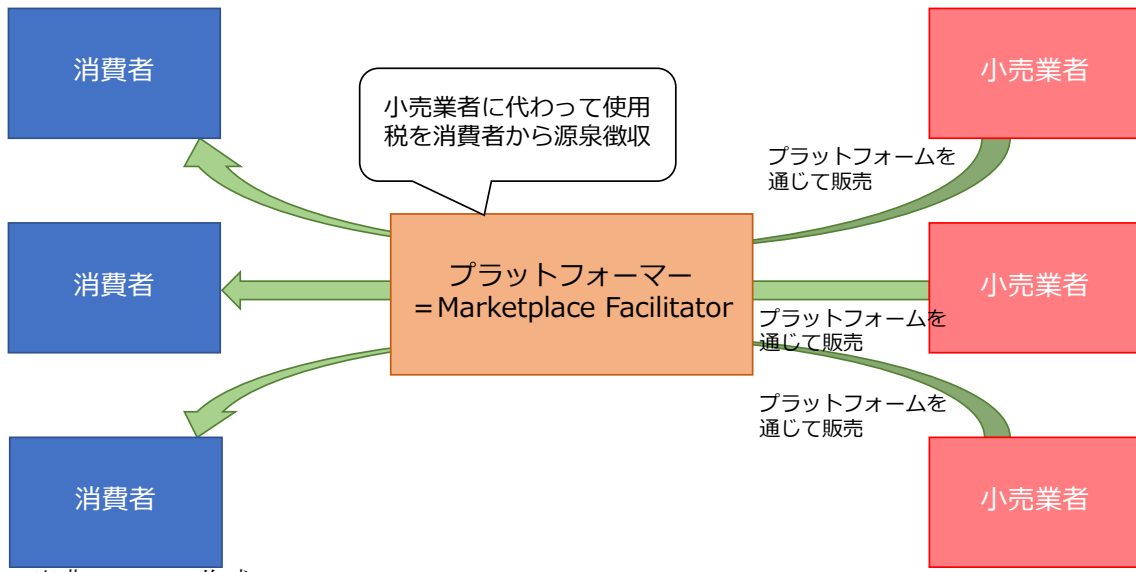 消費者
小売業者に代わって使用
税を消費者から源泉徴収
小売業者
プラットフォームを
通じて販売
消費者
プラットフォーマー
＝Marketplace Facilitator
小売業者
プラットフォームを
通じて販売
プラットフォームを
通じて販売
消費者
小売業者